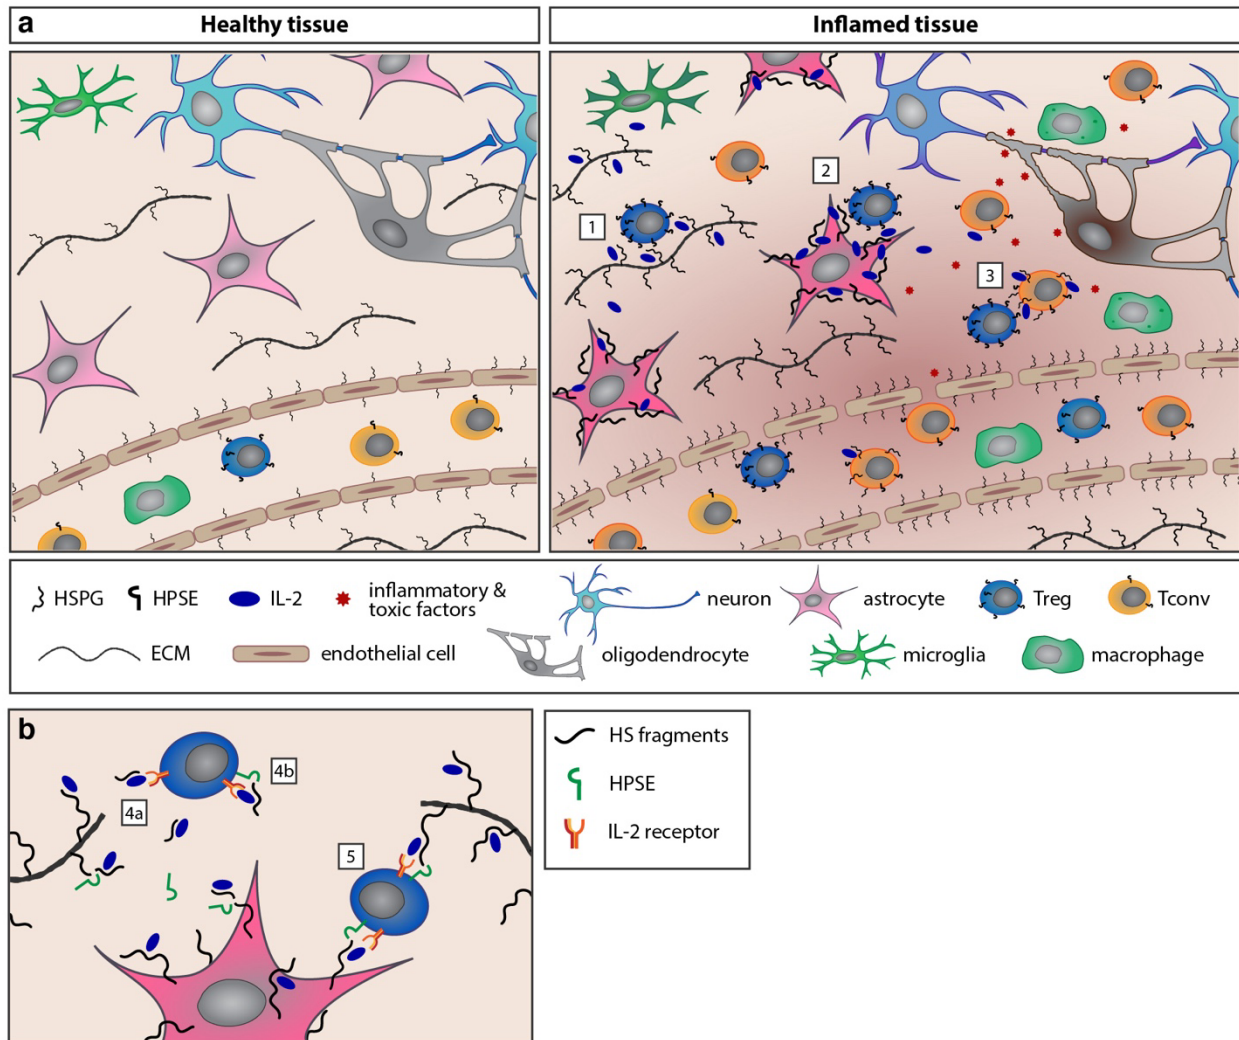 a
Healthy tissue
Inflamed tissue
1
2
3
HSPG
HPSE
IL-2
inflammatory &
toxic factors
neuron
astrocyte
Treg
Tconv
ECM
endothelial cell
oligodendrocyte
microglia
macrophage
b
4a
4b
5
HS fragments
HPSE
IL-2 receptor